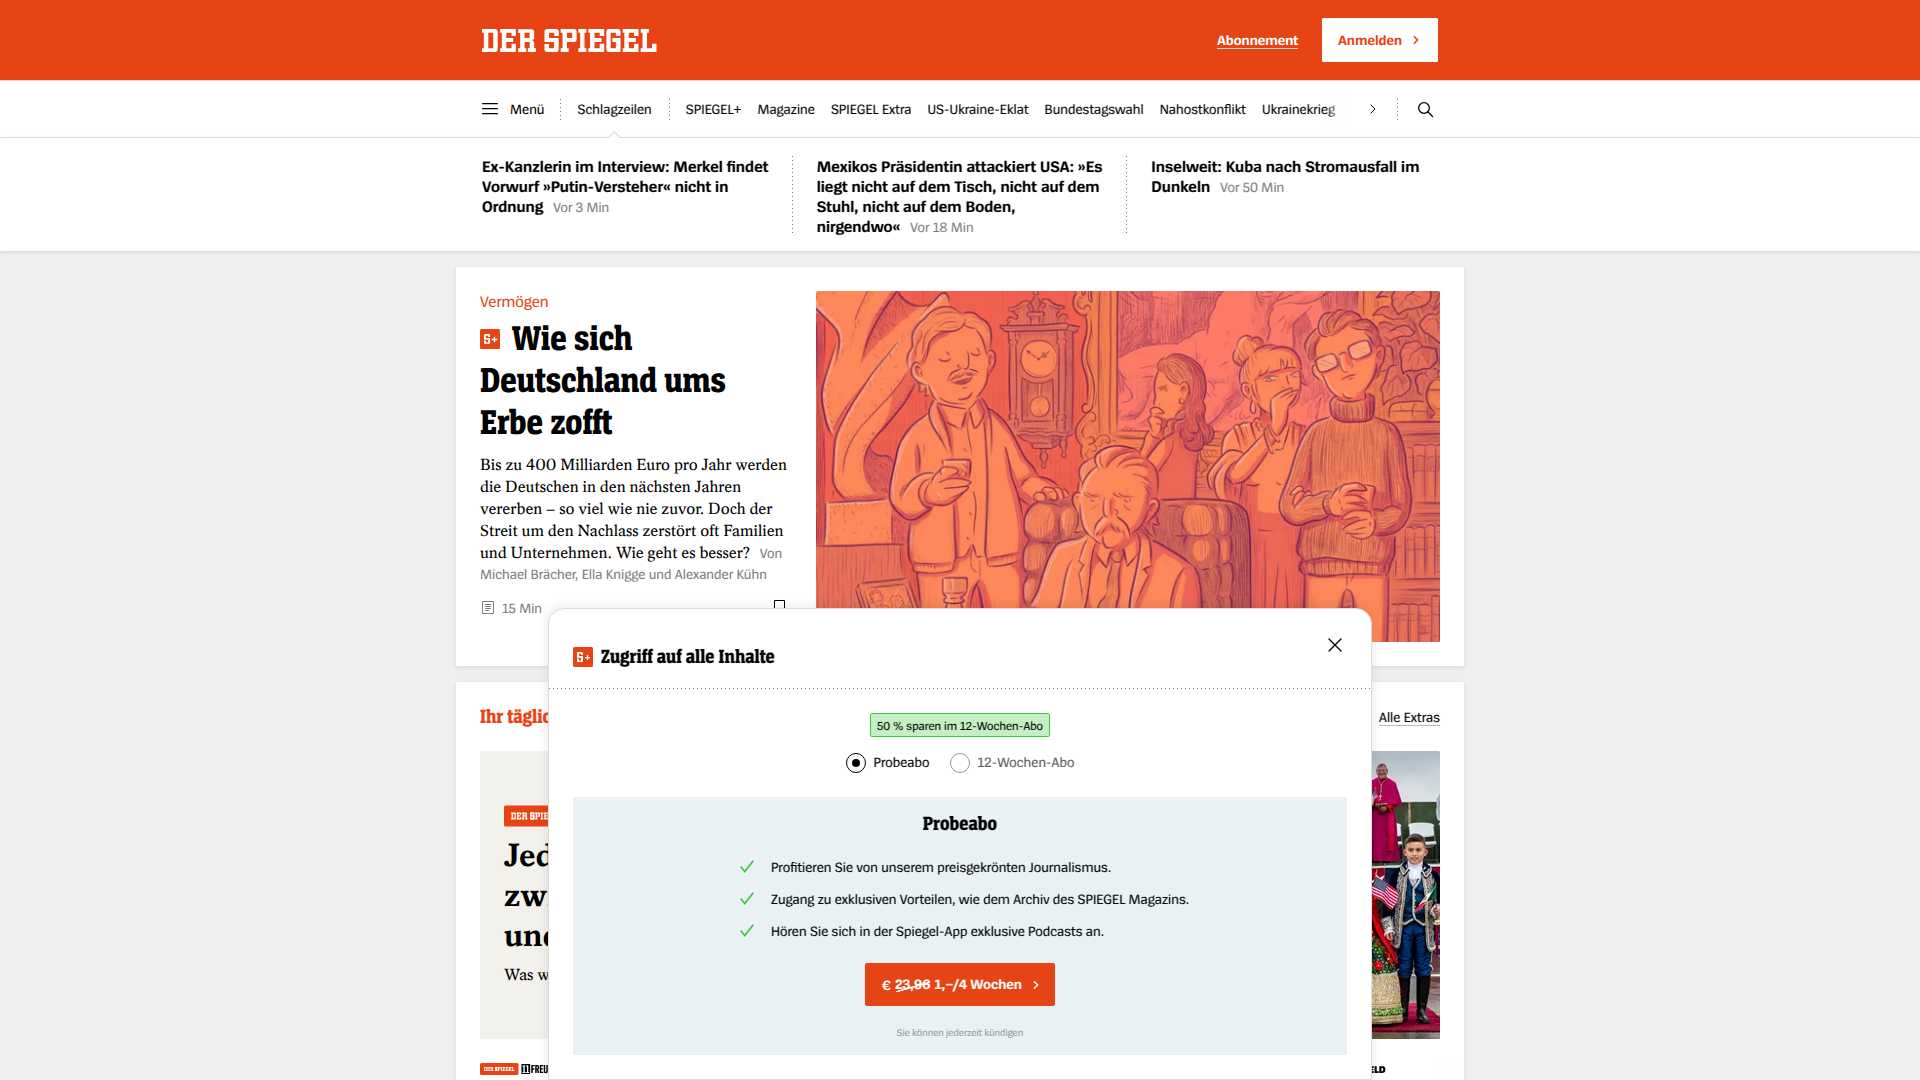 DER SPIEGEL
Abonnement
Anmelden
Menü
Schlagzeilen
SPIEGEL+
Magazine
SPIEGEL Extra
US-Ukraine-Eklat
Bundestagswahl
Nahostkonflikt
Ukrainekrieg
Ex-Kanzlerin im Interview: Merkel findet
Vorwurf »Putin-Versteher« nicht in
Ordnung Vor 3 Min
Mexikos Präsidentin attackiert USA: »Es
liegt nicht auf dem Tisch, nicht auf dem
Stuhl, nicht auf dem Boden,
nirgendwo« Vor 18 Min
Inselweit: Kuba nach Stromausfall im
Dunkeln Vor 50 Min
Vermögen
S+ Wie sich
Deutschland ums
Erbe zofft
Bis zu 400 Milliarden Euro pro Jahr werden
die Deutschen in den nächsten Jahren
vererben – so viel wie nie zuvor. Doch der
Streit um den Nachlass zerstört oft Familien
und Unternehmen. Wie geht es besser? Von
Michael Brächer, Ella Knigge und Alexander Kühn
15 Min
S+ Zugriff auf alle Inhalte
50 % sparen im 12-Wochen-Abo
Probeabo
12-Wochen-Abo
Probeabo
Profitieren Sie von unserem preisgekrönten Journalismus.
Zugang zu exklusiven Vorteilen, wie dem Archiv des SPIEGEL Magazins.
Hören Sie sich in der Spiegel-App exklusive Podcasts an.
€ 23,96 1,–/4 Wochen
Sie können jederzeit kündigen
Ihr täglic
Alle Extras
DER SPIE
Jed
zw
und
Was w
DER SPIEGEL
11FREU
ELD